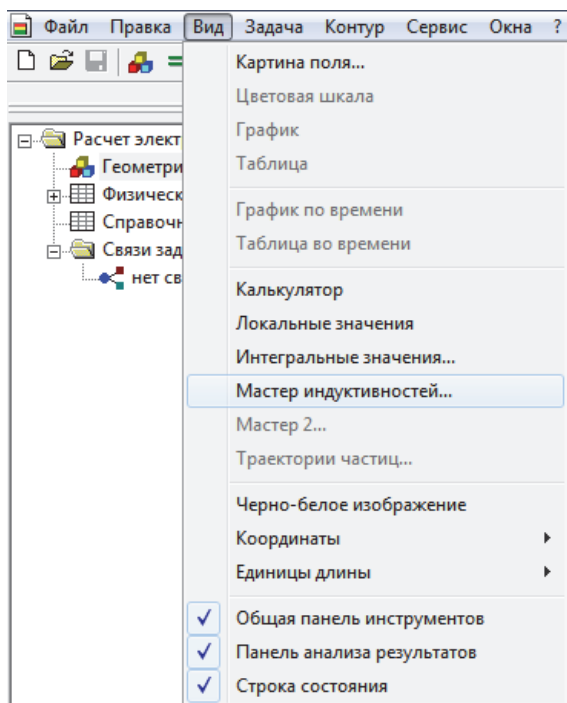 Файл Правка Вид Задача Контур Сервис Окна ?
Расчет элект
Геометри
Физическ
Справочн
Связи зад
нет св
Картина поля...
Цветовая шкала
График
Таблица
График по времени
Таблица во времени
Калькулятор
Локальные значения
Интегральные значения...
Мастер индуктивностей...
Мастер 2...
Траектории частиц...
Черно-белое изображение
Координаты
Единицы длины
Общая панель инструментов
Панель анализа результатов
Строка состояния